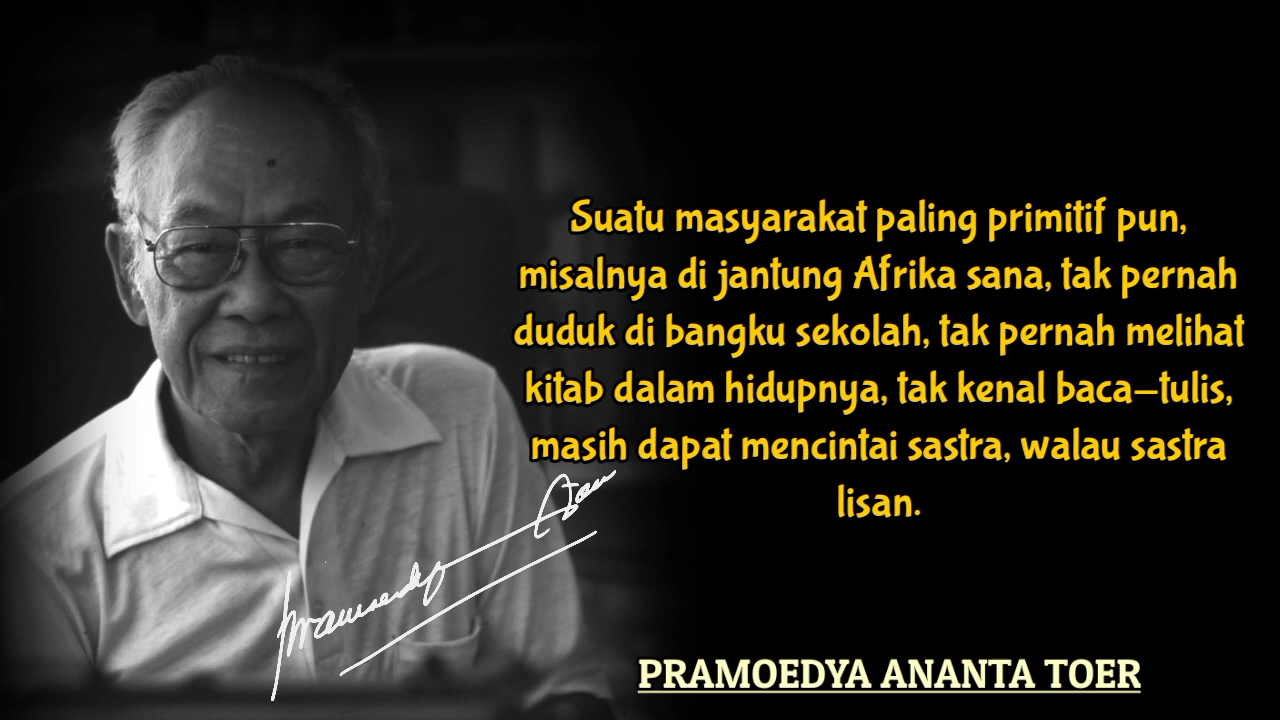 Suatu masyarakat paling primitif pun,
misalnya di jantung Afrika sana, tak pernah
duduk di bangku sekolah, tak pernah melihat
kitab dalam hidupnya, tak kenal baca-tulis,
masih dapat mencintai sastra, walau sastra
lisan.
PRAMOEDYA ANANTA TOER